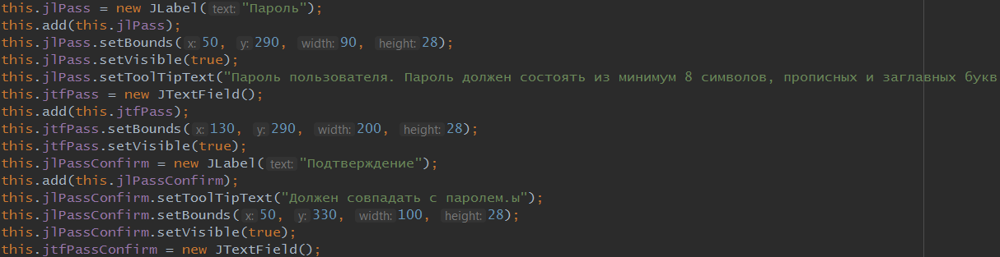 this.jlPass = new JLabel( text: "Пароль");
this.add(this.jlPass);
this.jlPass.setBounds( x: 50, y: 290, width: 90, height: 28);
this.jlPass.setVisible(true);
this.jlPass.setToolTipText("Пароль пользователя. Пароль должен состоять из минимум 8 символов, прописных и заглавных букв
this.jtfPass = new JTextField();
this.add(this.jtfPass);
this.jtfPass.setBounds( x: 130, y: 290, width: 200, height: 28);
this.jtfPass.setVisible(true);
this.jlPassConfirm = new JLabel( text: "Подтверждение");
this.add(this.jlPassConfirm);
this.jlPassConfirm.setToolTipText("Должен совпадать с паролем.ы");
this.jlPassConfirm.setBounds( x: 50, y: 330, width: 100, height: 28);
this.jlPassConfirm.setVisible(true);
this.jtfPassConfirm = new JTextField();